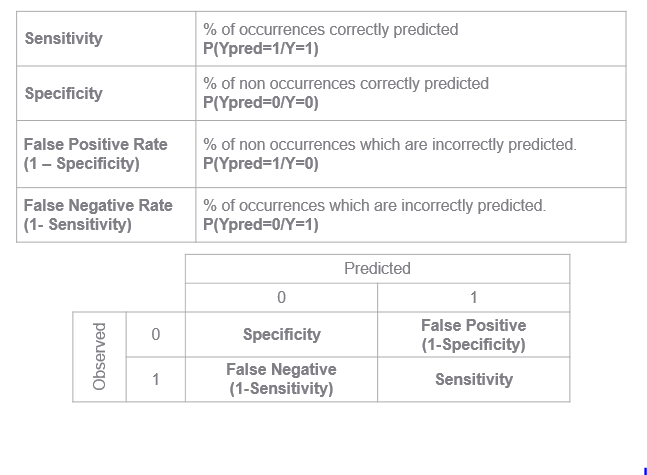 Sensitivity
% of occurrences correctly predicted
P(Ypred=1/Y=1)
Specificity
% of non occurrences correctly predicted
P(Ypred=0/Y=0)
False Positive Rate
(1 – Specificity)
% of non occurrences which are incorrectly predicted.
P(Ypred=1/Y=0)
False Negative Rate
(1- Sensitivity)
% of occurrences which are incorrectly predicted.
P(Ypred=0/Y=1)
Predicted
0
1
Observed
0
Specificity
False Positive
(1-Specificity)
1
False Negative
(1-Sensitivity)
Sensitivity